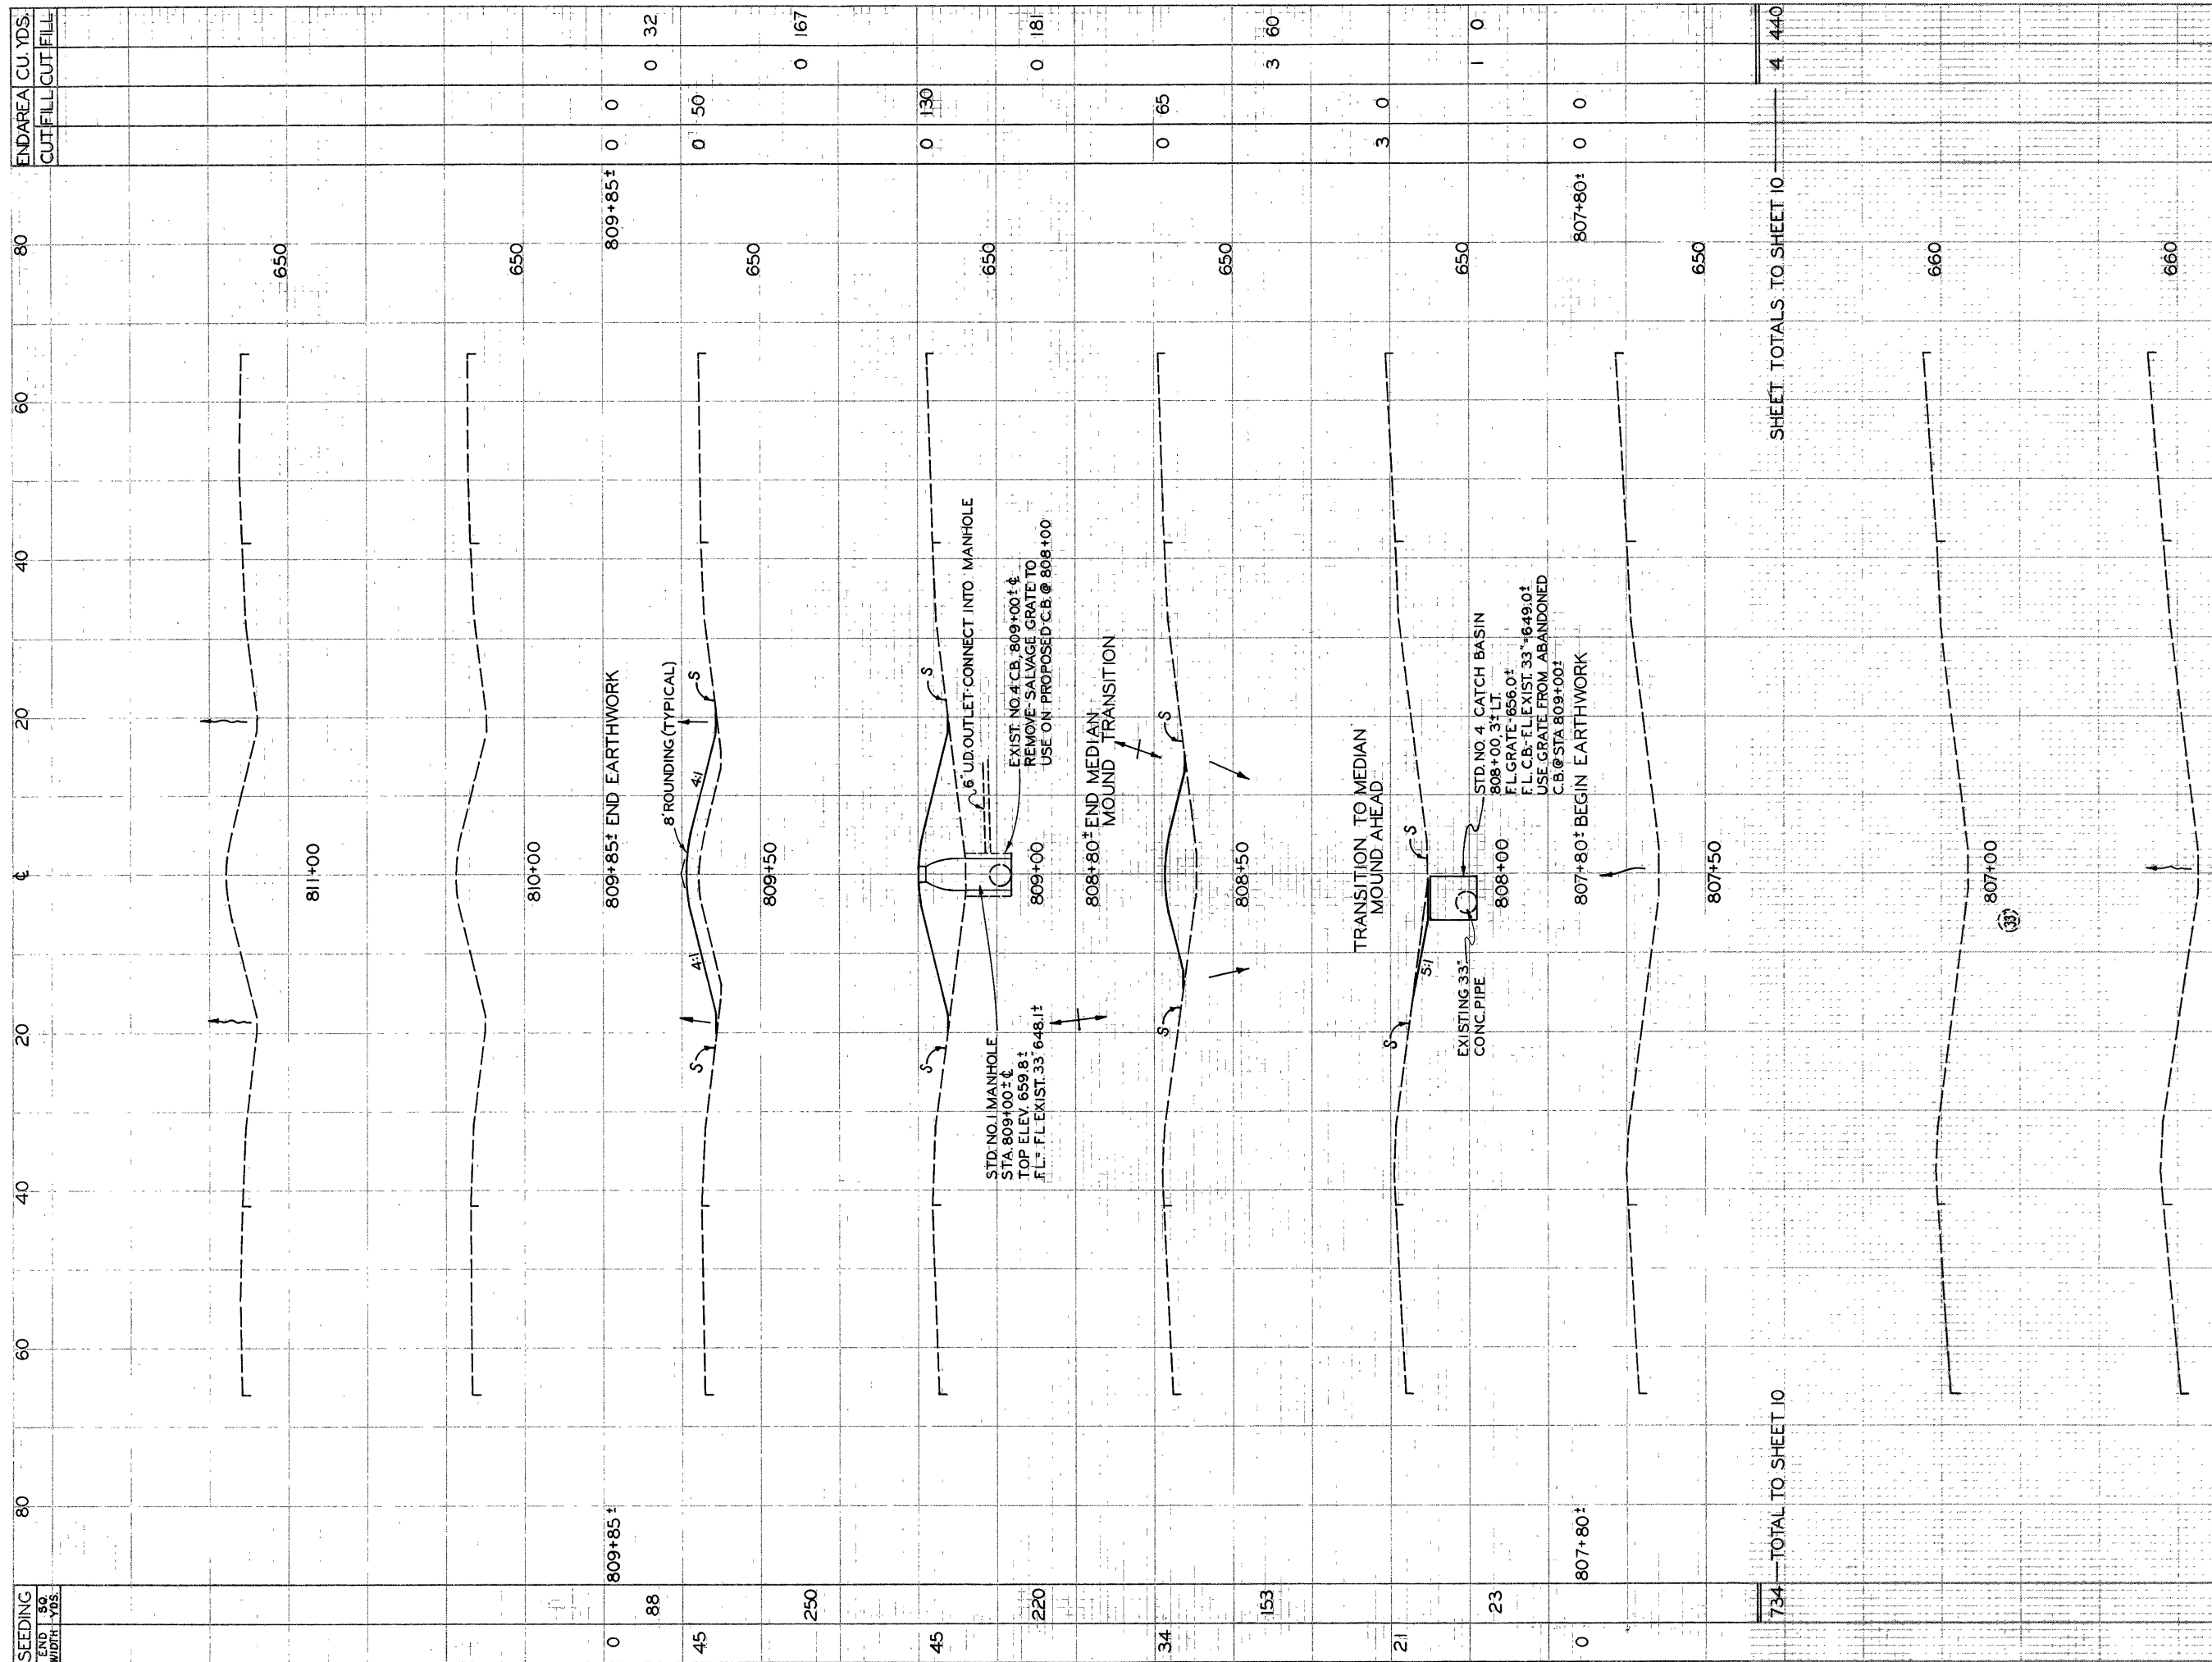 ENDAREA CU. YDS.
CUT FILL CUT FILL
80 60 40 20 ℄ 20 40 60 80
SEEDING
END WIDTH
SQ. YDS.
650
811+00
650
810+00
809+85± 809+85± END EARTHWORK 809+85±
0
0 0
88
0 32
8' ROUNDING (TYPICAL)
4:1
4:1
S
S
45
0 50
650
809+50
250
0 167
45
0 130
S
S
6" U.D. OUTLET-CONNECT INTO MANHOLE
EXIST. NO. 4 C.B., 809+00± ℄
REMOVE-SALVAGE GRATE TO
USE ON PROPOSED C.B. @ 808+00
STD. NO. 1 MANHOLE
STA. 809+00± ℄
TOP ELEV. 659.8±
F.L. = F.L. EXIST. 33" 648.1±
650
809+00
220
0 181
808+80± END MEDIAN
MOUND TRANSITION
34
0 65
S
S
650
808+50
153
3 60
TRANSITION TO MEDIAN
MOUND AHEAD
21
3 0
S
S
5:1
EXISTING 33"
CONC. PIPE
STD. NO. 4 CATCH BASIN
808+00, 3'± LT.
F.L. GRATE-656.0±
F.L. C.B.-F.L. EXIST. 33"=649.0±
USE GRATE FROM ABANDONED
C.B. @ STA 809+00±
650
808+00
23
1 0
807+80± 807+80± BEGIN EARTHWORK 807+80±
0
0 0
650
807+50
734 TOTAL TO SHEET 10
SHEET TOTALS TO SHEET 10 4 440
660
807+00
33"
660